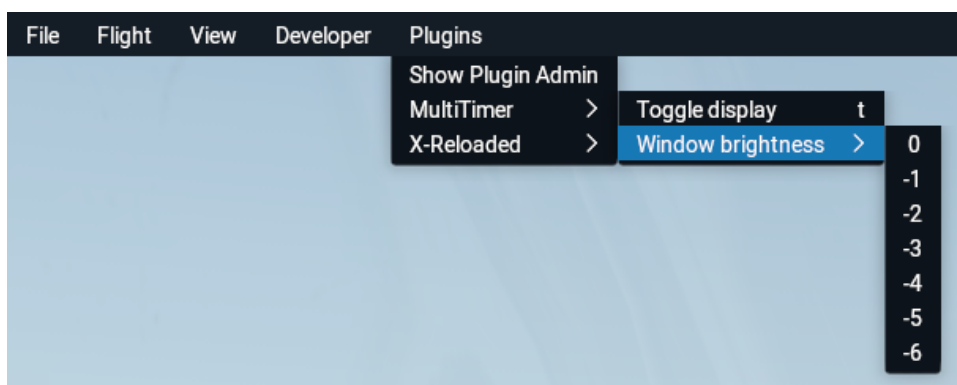 File Flight View Developer Plugins
Show Plugin Admin
MultiTimer > Toggle display t
X-Reloaded > Window brightness > 0
-1
-2
-3
-4
-5
-6